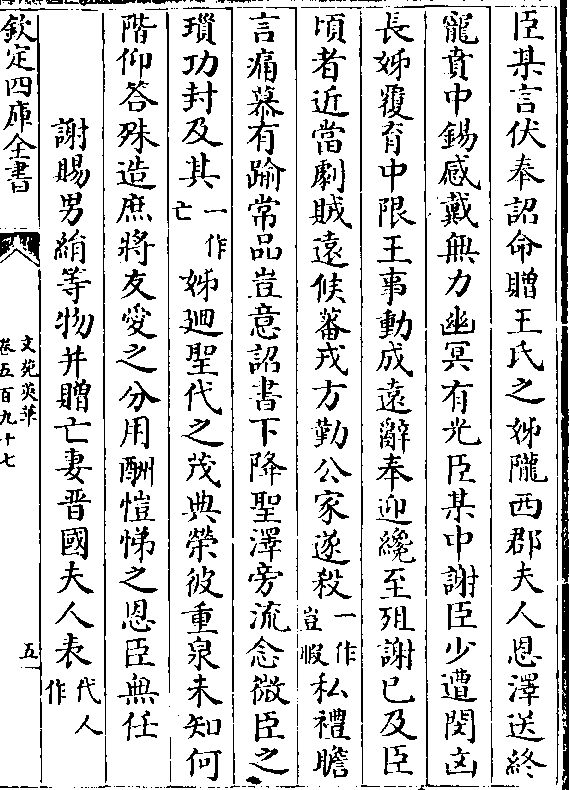 臣某言伏奉詔命贈王氏之姊隴西郡夫人恩澤送終
寵賁中錫感戴無力幽冥有光臣某中謝臣少遭閔凶
長姊覆育中限王事動成遠辭奉迎纔至殂謝已及臣
頃者近當劇賊遠候蕃戎方勤公家遂殺一作豈暇私禮瞻
言痛慕有踰常品豈意詔書下降聖澤旁流念微臣之
瓆功封及其一作亡姊廻聖代之茂典榮彼重泉未知何
階仰答殊造庶將友愛之分用酬愷悌之恩臣無任
謝賜男緔等物并贈亡妻晉國夫人表代人作
欽定四庫全書
文苑英華
卷五百九十七
五